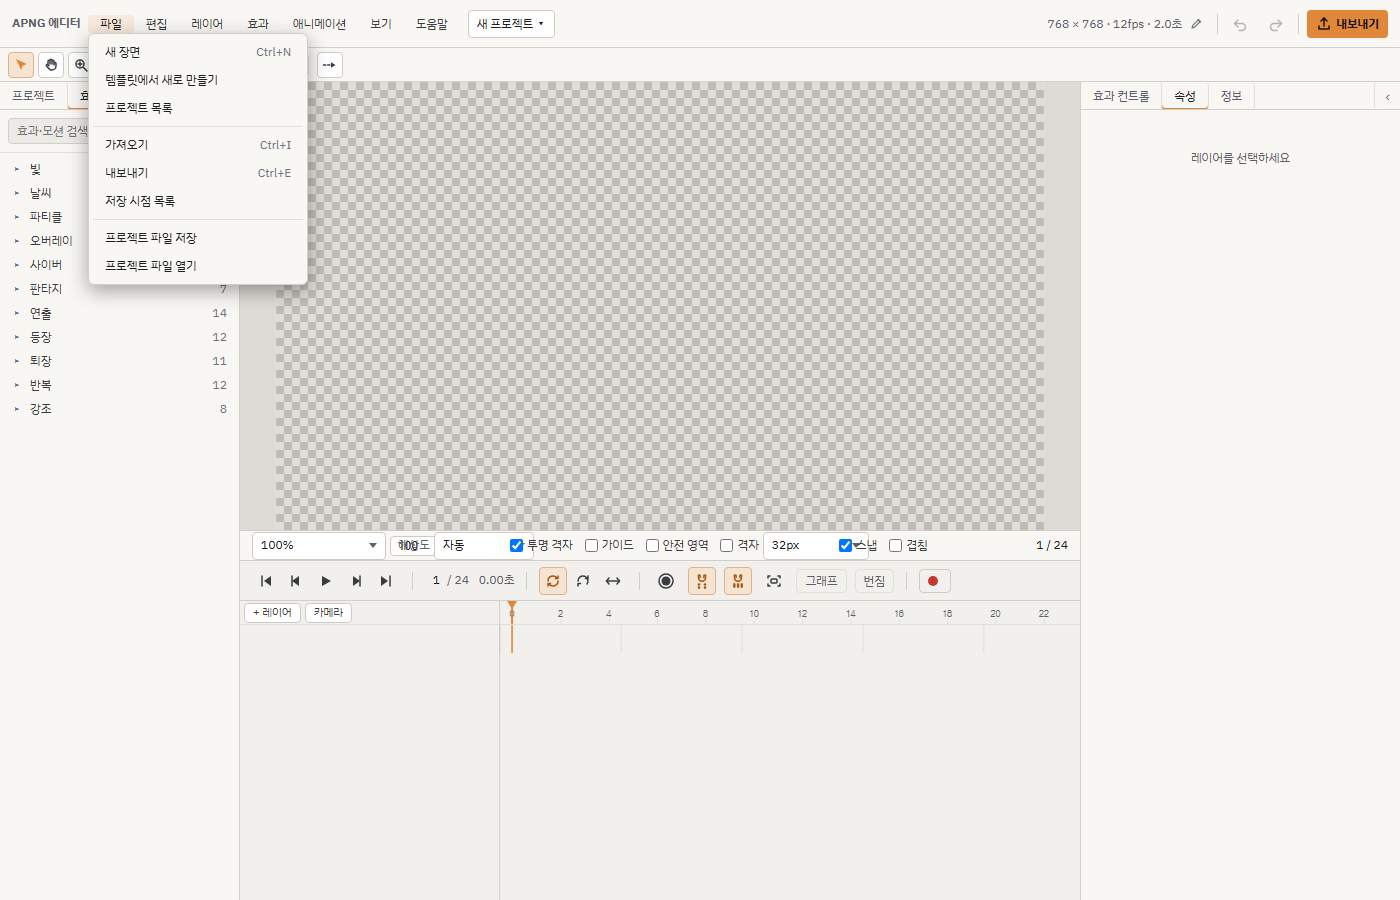 APNG 에디터 파일 편집 레이어 효과 애니메이션 보기 도움말 새 프로젝트 768 × 768 · 12fps · 2.0초 내보내기
새 장면 Ctrl+N
템플릿에서 새로 만들기
프로젝트 목록
가져오기 Ctrl+I
내보내기 Ctrl+E
저장 시점 목록
프로젝트 파일 저장
프로젝트 파일 열기
프로젝트
효과·모션 검색
빛
날씨
파티클
오버레이
사이버
판타지 7
연출 14
등장 12
퇴장 11
반복 12
강조 8
효과 컨트롤 속성 정보
레이어를 선택하세요
100% 해상도 자동 투명 격자 가이드 안전 영역 격자 32px 스냅 겹침 1 / 24
1 / 24 0.00초 그래프 번짐
+ 레이어 카메라 0 2 4 6 8 10 12 14 16 18 20 22